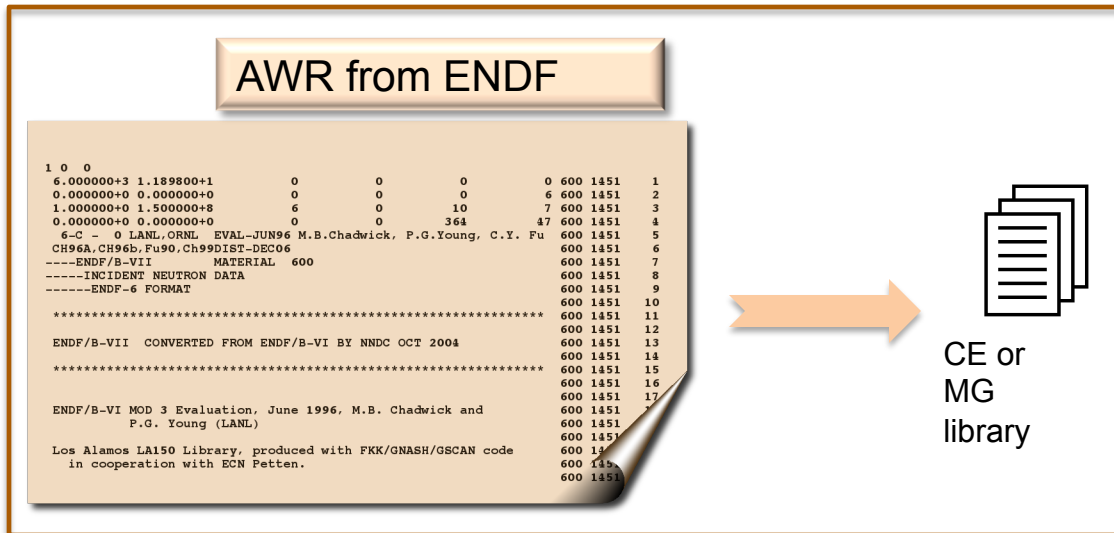 AWR from ENDF
1 0 0
6.000000+3 1.189800+1 0 0 0 0 600 1451 1
0.000000+0 0.000000+0 0 0 0 6 600 1451 2
1.000000+0 1.500000+8 6 0 10 7 600 1451 3
0.000000+0 0.000000+0 0 0 364 47 600 1451 4
6-C - 0 LANL,ORNL EVAL-JUN96 M.B.Chadwick, P.G.Young, C.Y. Fu 600 1451 5
CH96A,CH96b,Fu90,Ch99DIST-DEC06 600 1451 6
----ENDF/B-VII MATERIAL 600 600 1451 7
-----INCIDENT NEUTRON DATA 600 1451 8
------ENDF-6 FORMAT 600 1451 9
600 1451 10
**************************************************************** 600 1451 11
600 1451 12
ENDF/B-VII CONVERTED FROM ENDF/B-VI BY NNDC OCT 2004 600 1451 13
600 1451 14
**************************************************************** 600 1451 15
600 1451 16
600 1451 17
ENDF/B-VI MOD 3 Evaluation, June 1996, M.B. Chadwick and 600 1451
P.G. Young (LANL) 600 1451
600 1451
Los Alamos LA150 Library, produced with FKK/GNASH/GSCAN code 600
in cooperation with ECN Petten. 600
600 1451
CE or
MG
library